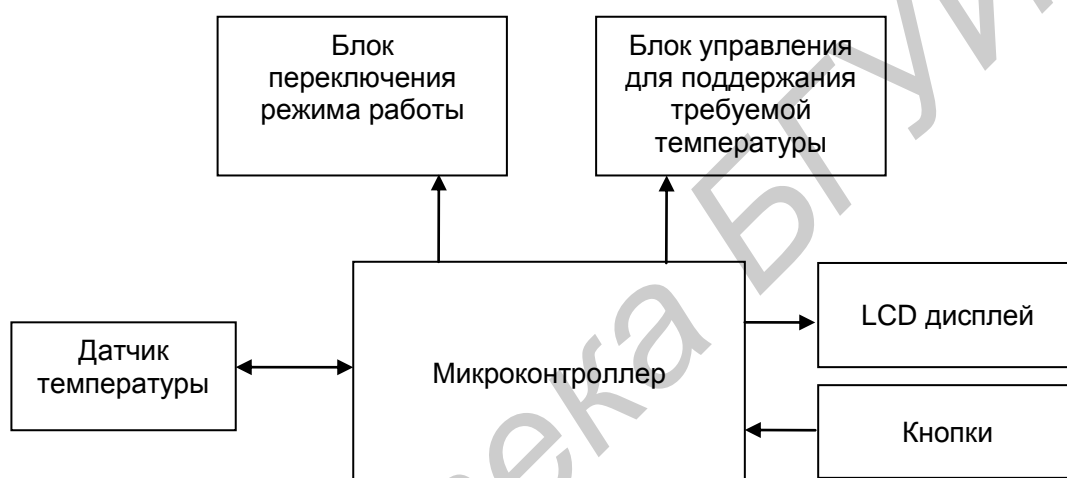 Блок
переключения
режима работы
Блок управления
для поддержания
требуемой
температуры
LCD дисплей
Датчик
температуры
Микроконтроллер
Кнопки